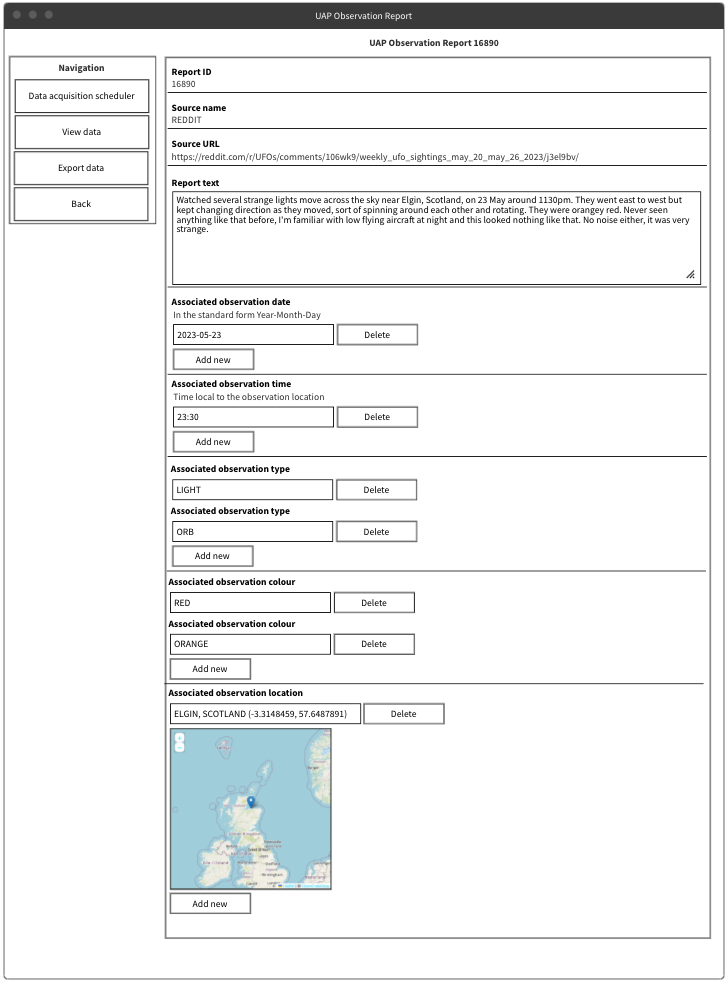 UAP Observation Report
UAP Observation Report 16890
Navigation
Data acquisition scheduler
View data
Export data
Back
Report ID
16890
Source name
REDDIT
Source URL
https://reddit.com/r/UFOs/comments/106wk9/weekly_ufo_sightings_may_20_may_26_2023/j3el9bv/
Report text
Watched several strange lights move across the sky near Elgin, Scotland, on 23 May around 1130pm. They went east to west but
kept changing direction as they moved, sort of spinning around each other and rotating. They were orangey red. Never seen
anything like that before, I'm familiar with low flying aircraft at night and this looked nothing like that. No noise either, it was very
strange.
Associated observation date
In the standard form Year-Month-Day
2023-05-23
Delete
Add new
Associated observation time
Time local to the observation location
23:30
Delete
Add new
Associated observation type
LIGHT
Delete
Associated observation type
ORB
Delete
Add new
Associated observation colour
RED
Delete
Associated observation colour
ORANGE
Delete
Add new
Associated observation location
ELGIN, SCOTLAND (-3.3148459, 57.6487891)
Delete
+
−
Add new